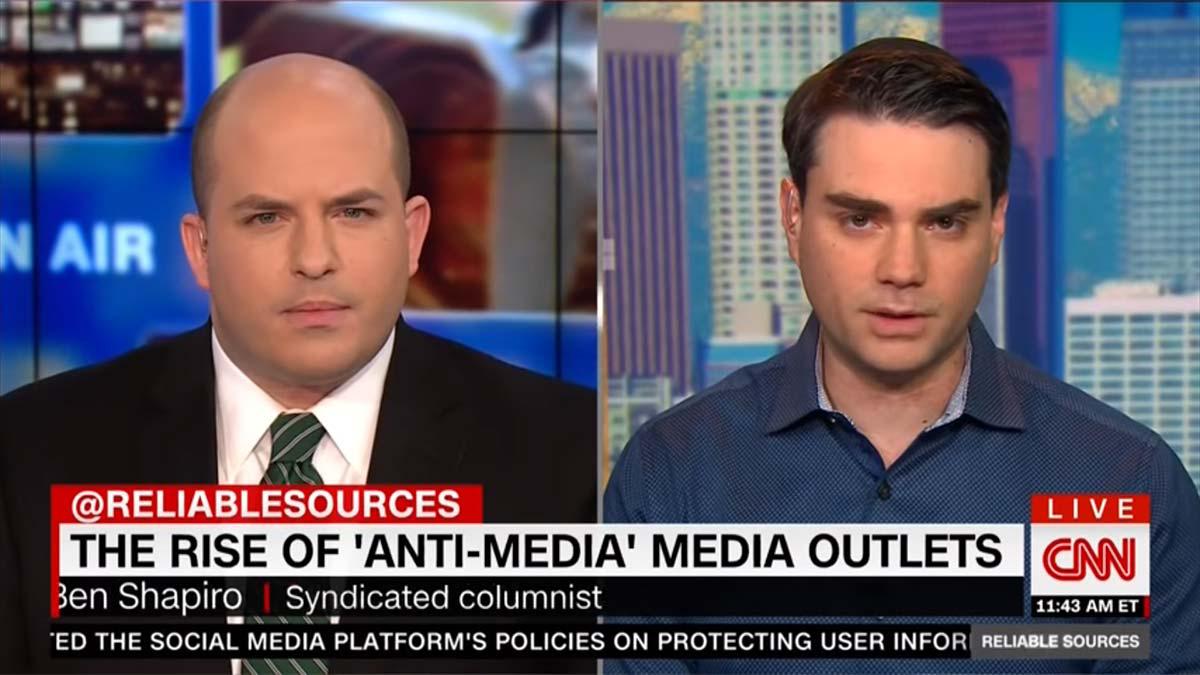 N AIR
@RELIABLESOURCES
THE RISE OF 'ANTI-MEDIA' MEDIA OUTLETS
Ben Shapiro | Syndicated columnist
TED THE SOCIAL MEDIA PLATFORM'S POLICIES ON PROTECTING USER INFOR
LIVE
CNN
11:43 AM ET
RELIABLE SOURCES